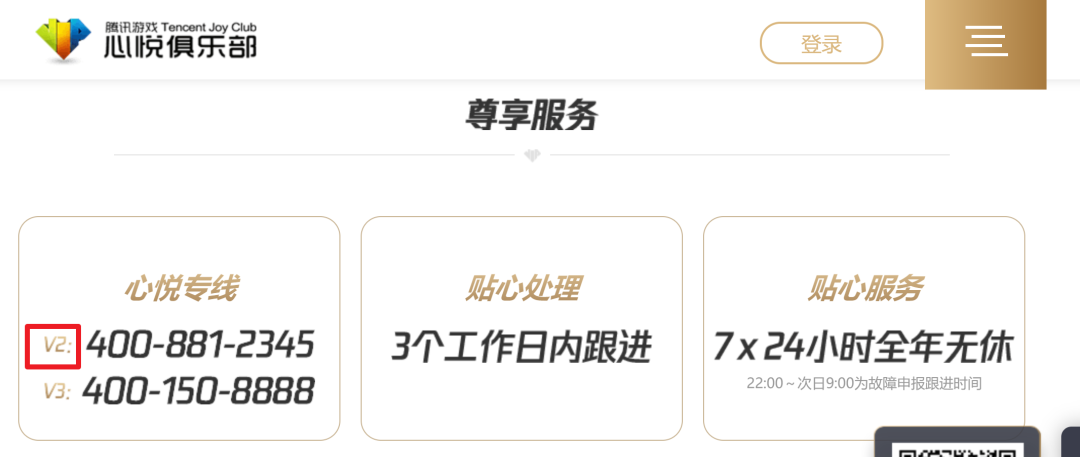 腾讯游戏 Tencent Joy Club
心悦俱乐部
登录
尊享服务
心悦专线
V2: 400-881-2345
V3: 400-150-8888
贴心处理
3个工作日内跟进
贴心服务
7 x 24小时全年无休
22:00 ~ 次日9:00为故障申报跟进时间